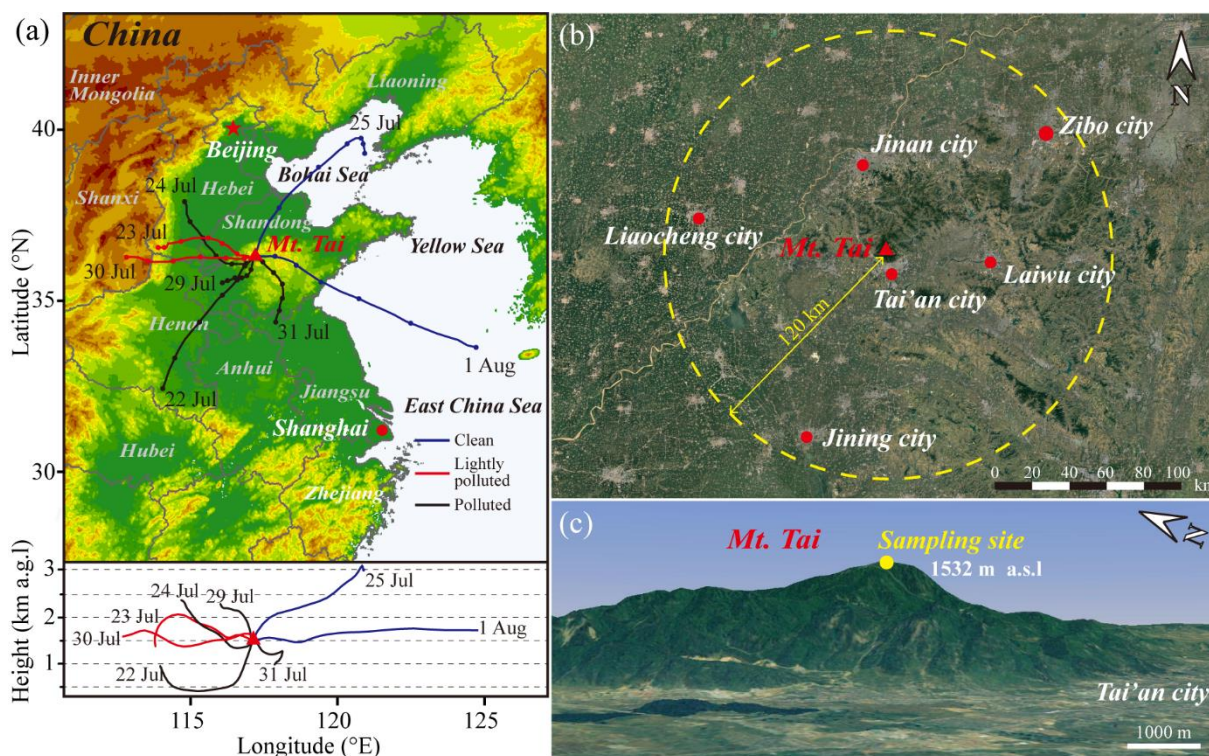 (a)
China
Inner
Mongolia
Liaoning
40
25 Jul
Beijing
Bohai Sea
24 Jul
Hebei
Shanxi
Shandong
23 Jul
Mt. Tai
Yellow Sea
30 Jul
29 Jul
35
Henan
31 Jul
1 Aug
Anhui
22 Jul
Jiangsu
East China Sea
Shanghai
Hubei
30
Zhejiang
Clean
Lightly
polluted
Polluted
Latitude (°N)
3
2
1
Height (km a.g.l)
24 Jul
29 Jul
25 Jul
23 Jul
30 Jul
1 Aug
22 Jul
31 Jul
115
120
125
Longitude (°E)
(b)
N
Zibo city
Jinan city
Liaocheng city
Mt. Tai
Laiwu city
Tai'an city
120 km
Jining city
0 20 40 60 80 100
km
(c)
N
Mt. Tai
Sampling site
1532 m a.s.l
Tai'an city
1000 m